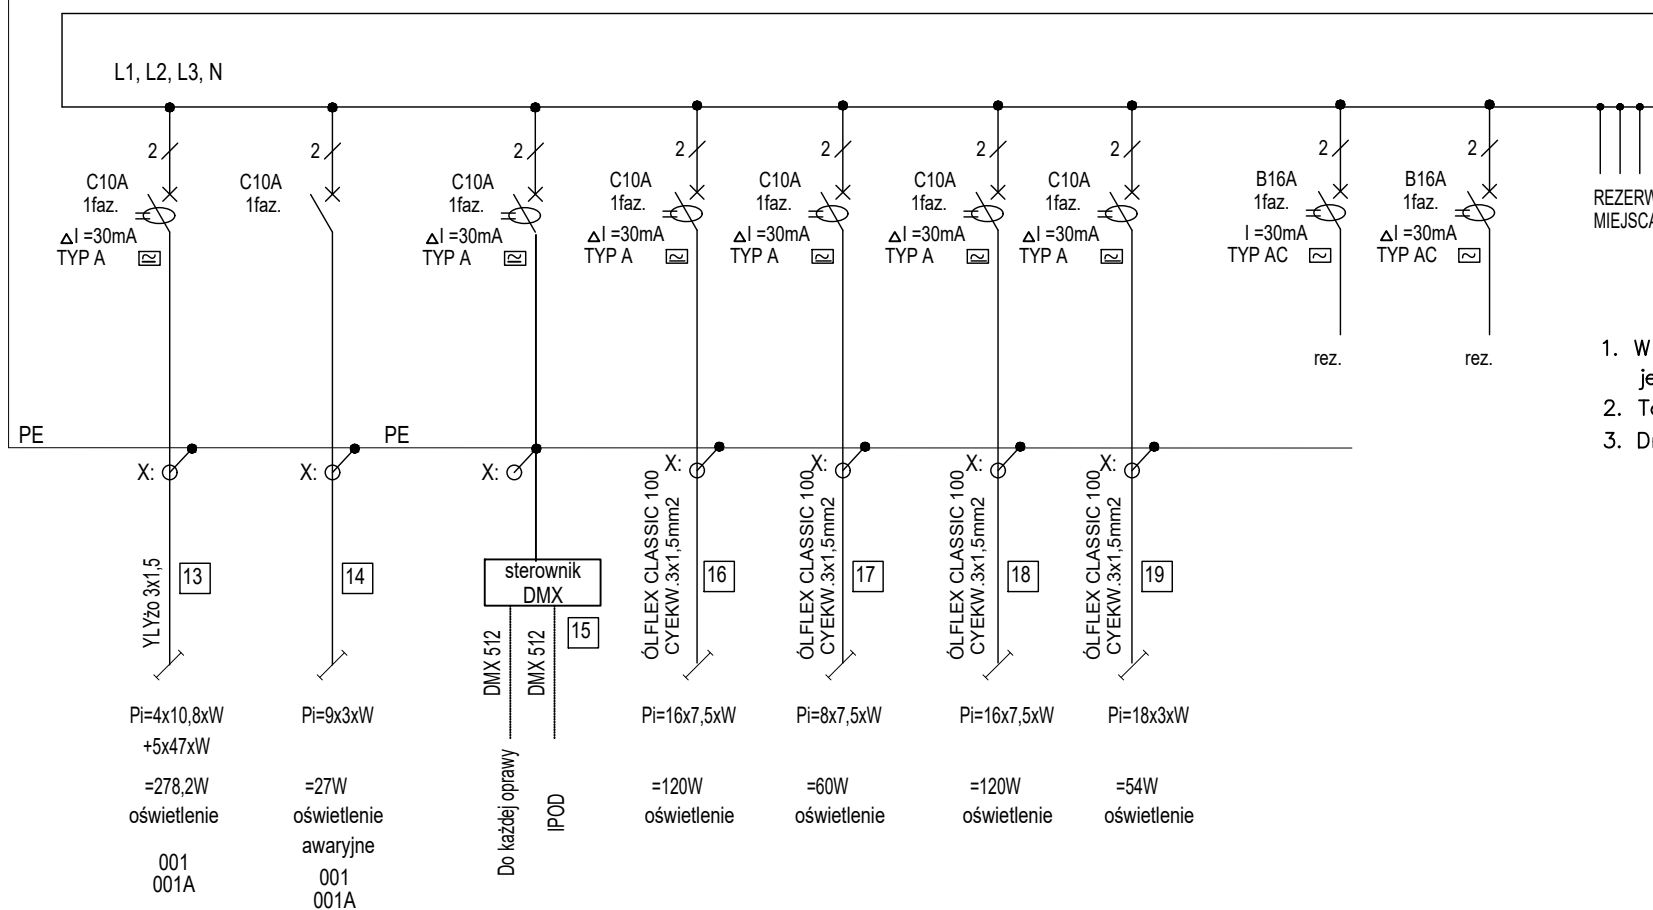 L1, L2, L3, N
2
C10A
1faz.
ΔI =30mA
TYP A
2
C10A
1faz.
2
C10A
1faz.
ΔI =30mA
TYP A
2
C10A
1faz.
ΔI =30mA
TYP A
2
C10A
1faz.
ΔI =30mA
TYP A
2
C10A
1faz.
ΔI =30mA
TYP A
2
C10A
1faz.
ΔI =30mA
TYP A
2
B16A
1faz.
I =30mA
TYP AC
rez.
2
B16A
1faz.
ΔI =30mA
TYP AC
rez.
REZERW
MIEJSCA
1. W
je
2.
3.
PE
PE
X:
YLYżo 3x1,5
13
Pi=4x10,8xW
+5x47xW
=278,2W
oświetlenie
001
001A
X:
14
Pi=9x3xW
=27W
oświetlenie
awaryjne
001
001A
X:
sterownik
DMX
15
DMX 512
DMX 512
Do każdej oprawy
IPOD
X:
ÓLFLEX CLASSIC 100
CYEKW.3x1,5mm2
16
Pi=16x7,5xW
=120W
oświetlenie
X:
ÓLFLEX CLASSIC 100
CYEKW.3x1,5mm2
17
Pi=8x7,5xW
=60W
oświetlenie
X:
ÓLFLEX CLASSIC 100
CYEKW.3x1,5mm2
18
Pi=16x7,5xW
=120W
oświetlenie
X:
ÓLFLEX CLASSIC 100
CYEKW.3x1,5mm2
19
Pi=18x3xW
=54W
oświetlenie